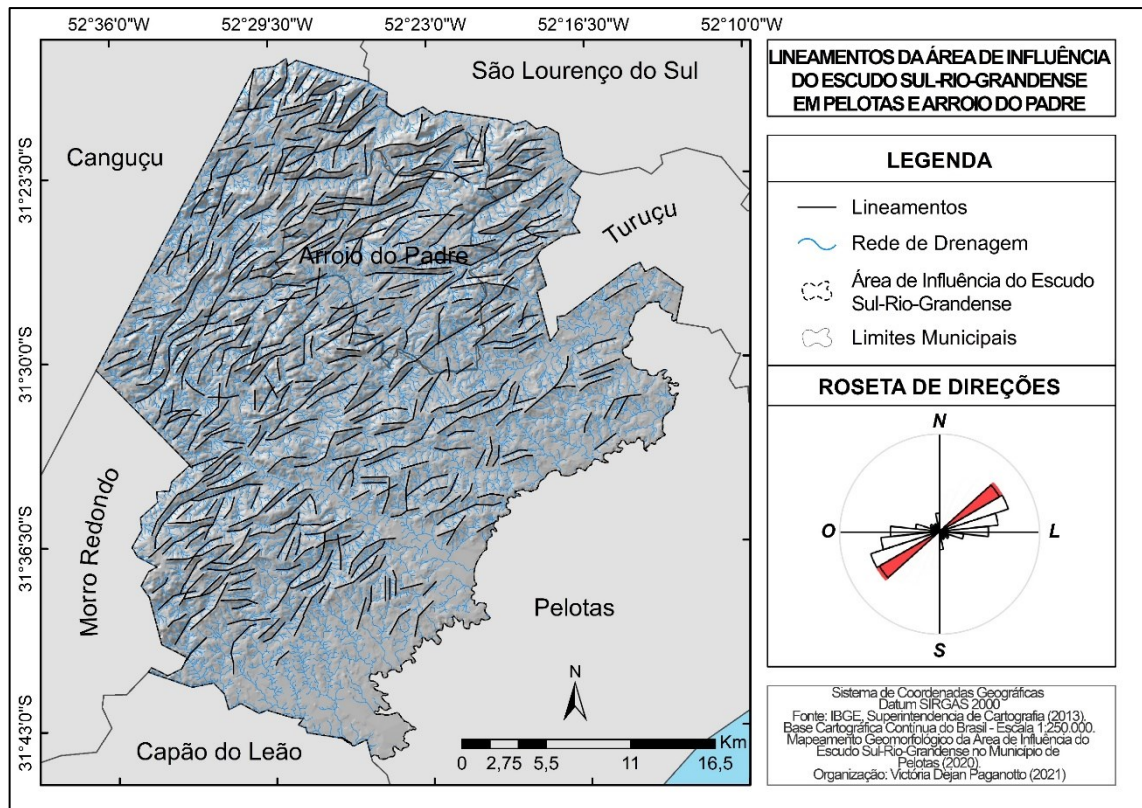 52°36'0"W 52°29'30"W 52°23'0"W 52°16'30"W 52°10'0"W
31°23'30"S
31°30'0"S
31°36'30"S
31°43'0"S
São Lourenço do Sul
Canguçu
Turuçu
Arroio do Padre
Morro Redondo
Pelotas
Capão do Leão
N
Km
0 2,75 5,5 11 16,5
LINEAMENTOS DA ÁREA DE INFLUÊNCIA
DO ESCUDO SUL-RIO-GRANDENSE
EM PELOTAS E ARROIO DO PADRE
LEGENDA
Lineamentos
Rede de Drenagem
Área de Influência do Escudo
Sul-Rio-Grandense
Limites Municipais
ROSETA DE DIREÇÕES
N
O L
S
Sistema de Coordenadas Geográficas
Datum SIRGAS 2000
Fonte: IBGE, Superintendencia de Cartografia (2013).
Base Cartográfica Contínua do Brasil - Escala 1:250.000.
Mapeamento Geomorfológico da Área de Influência do
Escudo Sul-Rio-Grandense no Município de
Pelotas (2020).
Organização: Victória Dejan Paganotto (2021)